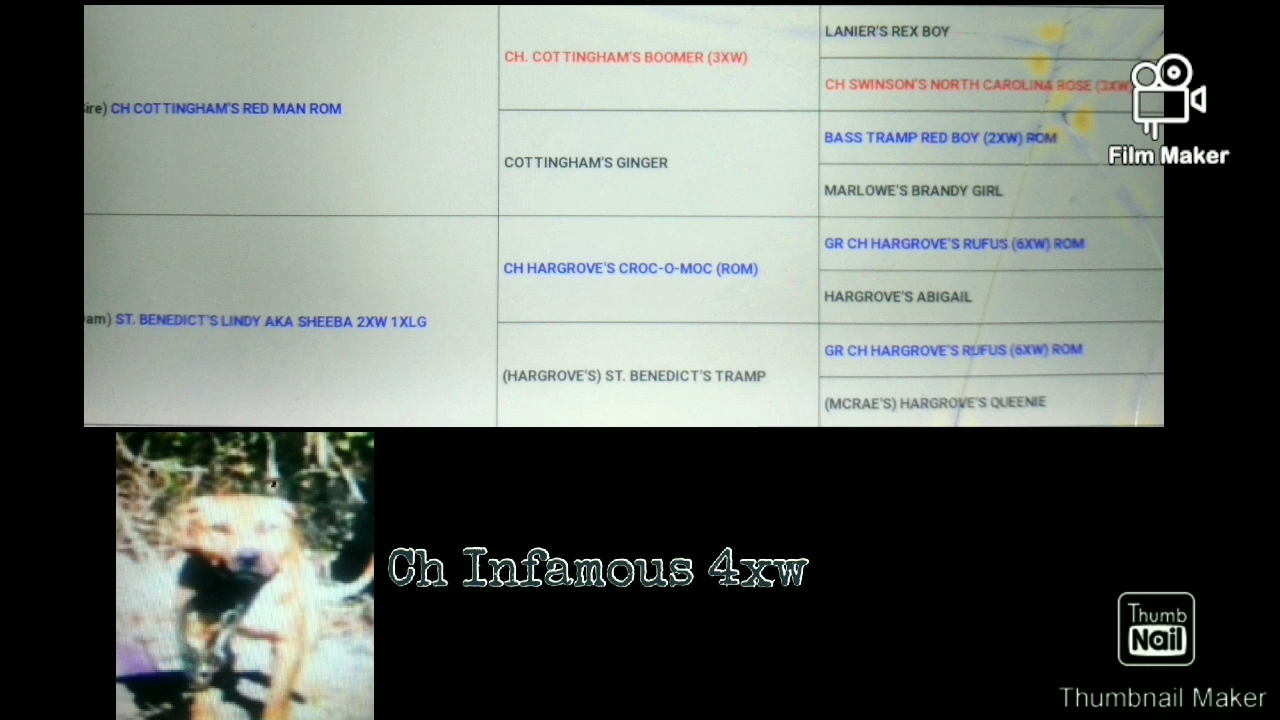 LANIER'S REX BOY
CH. COTTINGHAM'S BOOMER (3XW)
CH SWINSON'S NORTH CAROLINA ROSE (3XW)
ire) CH COTTINGHAM'S RED MAN ROM
BASS TRAMP RED BOY (2XW) ROM
COTTINGHAM'S GINGER
MARLOWE'S BRANDY GIRL
GR CH HARGROVE'S RUFUS (6XW) ROM
CH HARGROVE'S CROC-O-MOC (ROM)
HARGROVE'S ABIGAIL
am) ST. BENEDICT'S LINDY AKA SHEEBA 2XW 1XLG
GR CH HARGROVE'S RUFUS (6XW) ROM
(HARGROVE'S) ST. BENEDICT'S TRAMP
(MCRAE'S) HARGROVE'S QUEENIE
Film Maker
Ch Infamous 4xw
Thumb
Nail
Thumbnail Maker